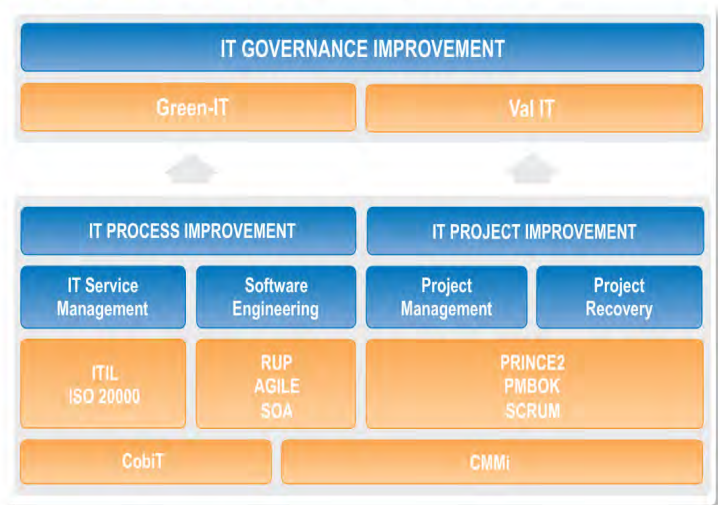 IT GOVERNANCE IMPROVEMENT
Green-IT
Val IT
IT PROCESS IMPROVEMENT
IT PROJECT IMPROVEMENT
IT Service
Management
Software
Engineering
Project
Management
Project
Recovery
ITIL
ISO 20000
RUP
AGILE
SOA
PRINCE2
PMBOK
SCRUM
CobiT
CMMi